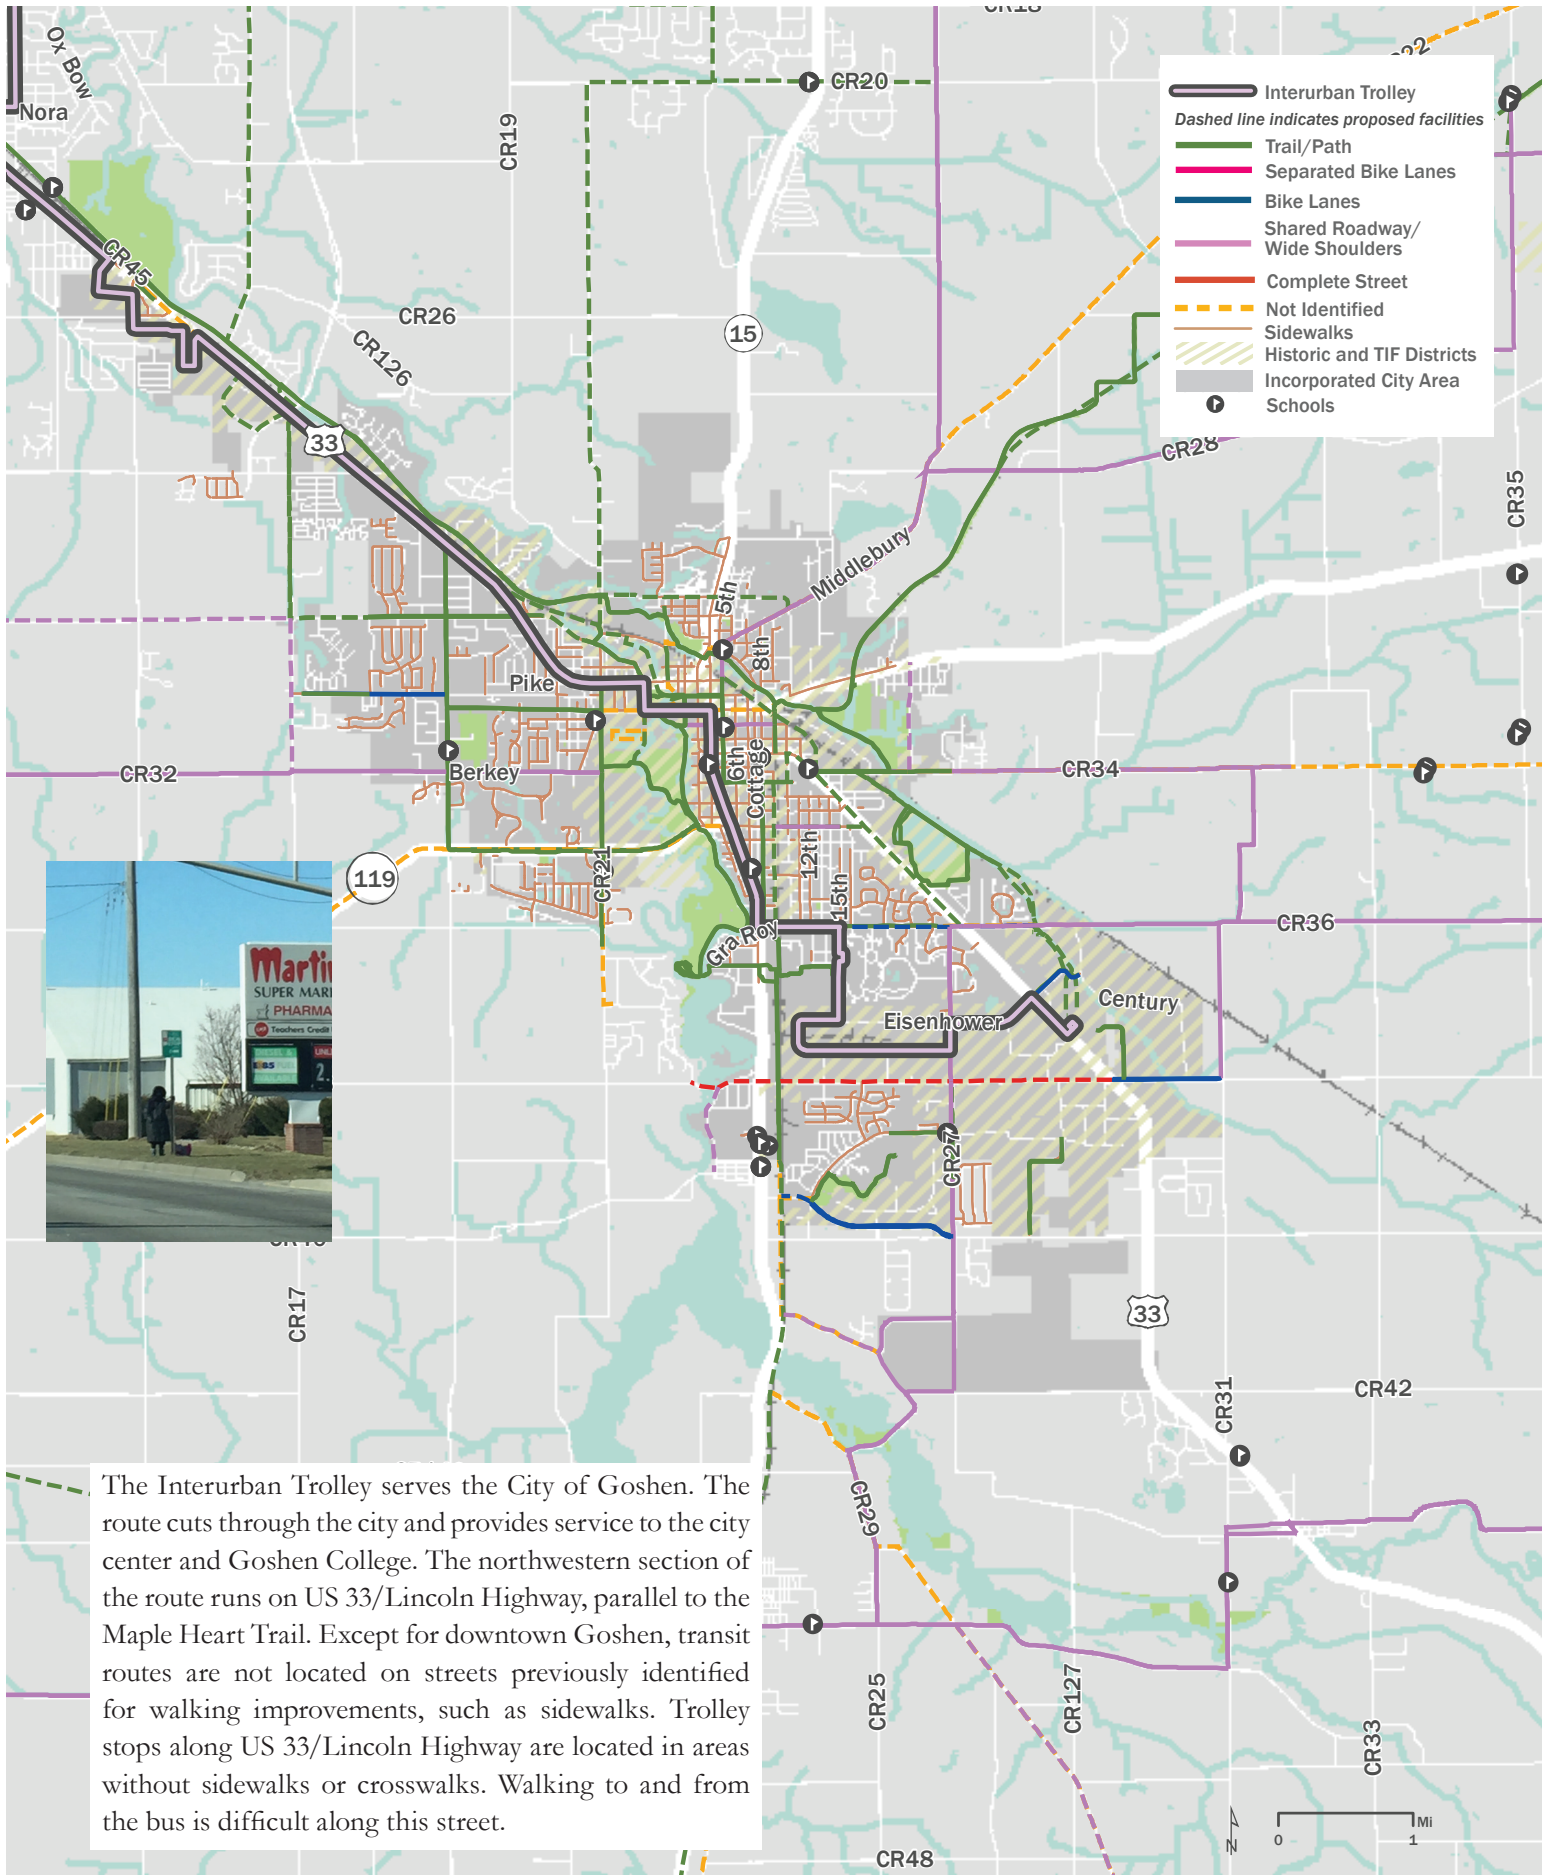 CR18
Ox Bow
CR20
Nora
CR19
Interurban Trolley
Dashed line indicates proposed facilities
Trail/Path
Separated Bike Lanes
Bike Lanes
Shared Roadway/
Wide Shoulders
Complete Street
Not Identified
Sidewalks
Historic and TIF Districts
Incorporated City Area
Schools
CR45
CR26
15
CR126
33
CR28
CR35
Middlebury
5th
8th
Pike
CR32
Berkey
6th
Cottage
CR34
12th
119
CR21
15th
Gra Roy
CR36
Century
Eisenhower
SUPER MAR
PHARMA
Teachers Credit
CR27
CR17
33
CR42
CR31
CR29
The Interurban Trolley serves the City of Goshen. The
route cuts through the city and provides service to the city
center and Goshen College. The northwestern section of
the route runs on US 33/Lincoln Highway, parallel to the
Maple Heart Trail. Except for downtown Goshen, transit
routes are not located on streets previously identified
for walking improvements, such as sidewalks. Trolley
stops along US 33/Lincoln Highway are located in areas
without sidewalks or crosswalks. Walking to and from
the bus is difficult along this street.
CR25
CR127
CR33
N
0
1
Mi
CR48